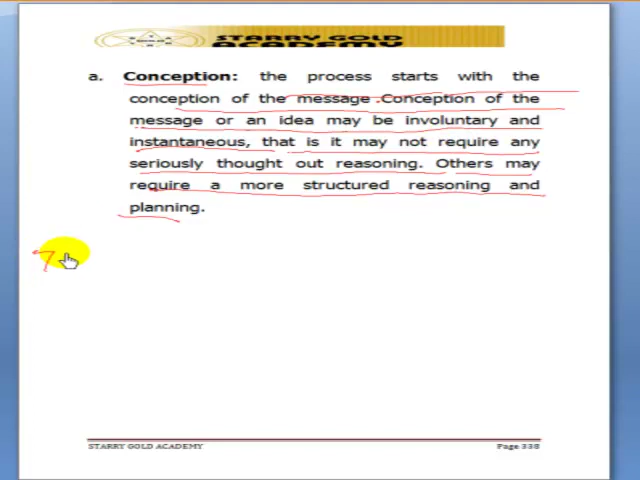 STARRY GOLD
ACADEMY
a. Conception: the process starts with the
conception of the message .Conception of the
message or an idea may be involuntary and
instantaneous, that is it may not require any
seriously thought out reasoning. Others may
require a more structured reasoning and
planning.
STARRY GOLD ACADEMY Page 338